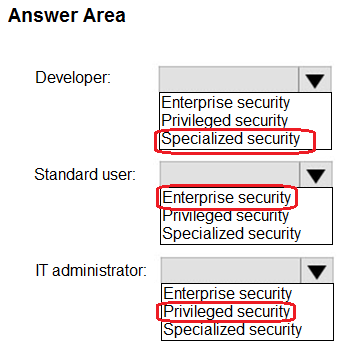 Answer Area
Developer:
Enterprise security
Privileged security
Specialized security
Standard user:
Enterprise security
Privileged security
Specialized security
IT administrator:
Enterprise security
Privileged security
Specialized security